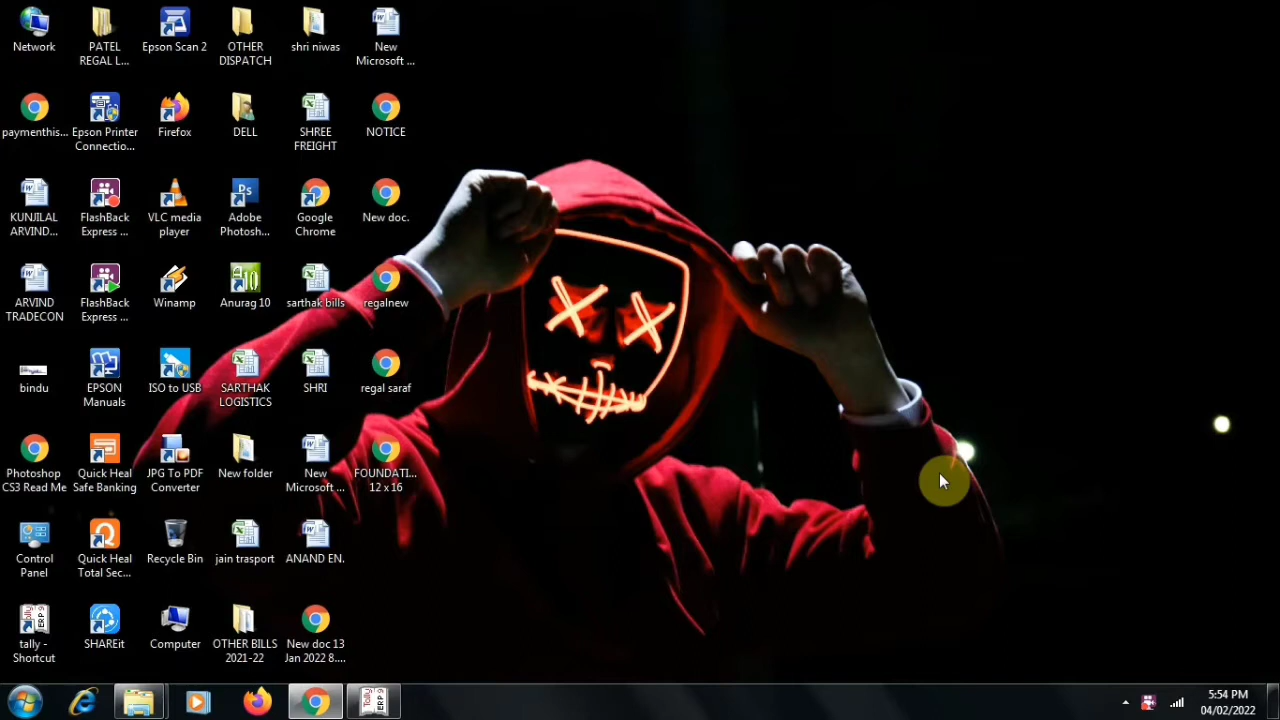 Network
PATEL
REGAL L...
Epson Scan 2
OTHER
DISPATCH
shri niwas
New
Microsoft ...
paymenthis...
Epson Printer
Connectio...
Firefox
DELL
SHREE
FREIGHT
NOTICE
KUNJILAL
ARVIND...
FlashBack
Express ...
VLC media
player
Adobe
Photosh...
Google
Chrome
New doc.
ARVIND
TRADECON
FlashBack
Express ...
Winamp
Anurag 10
sarthak bills
regalnew
bindu
EPSON
Manuals
ISO to USB
SARTHAK
LOGISTICS
SHRI
regal saraf
Photoshop
CS3 Read Me
Quick Heal
Safe Banking
JPG To PDF
Converter
New folder
New
Microsoft ...
FOUNDATI...
12 x 16
Control
Panel
Quick Heal
Total Sec...
Recycle Bin
jain trasport
ANAND EN.
tally -
Shortcut
SHAREit
Computer
OTHER BILLS
2021-22
New doc 13
Jan 2022 8....
Tally
ERP 9
5:54 PM
04/02/2022